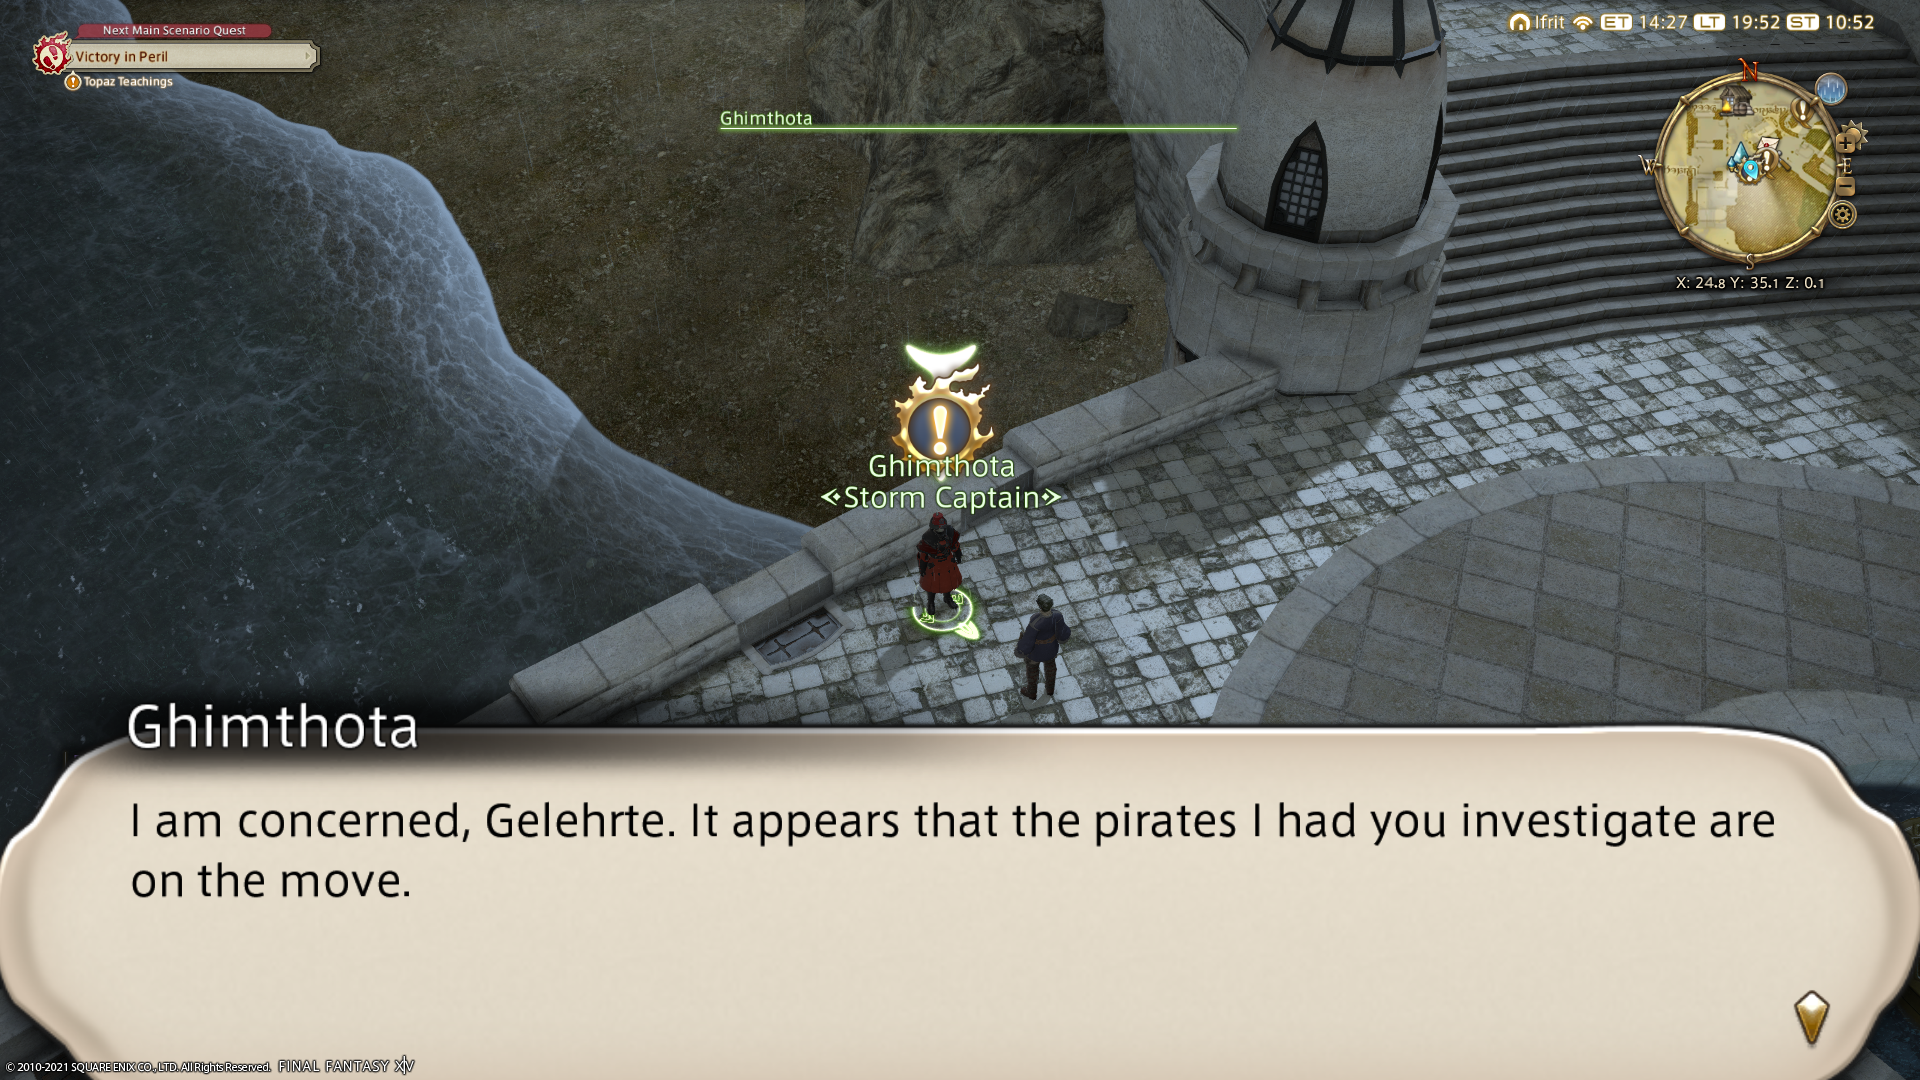 Next Main Scenario Quest
Victory in Peril
Topaz Teachings
Ifrit ET 14:27 LT 19:52 ST 10:52
N
W
E
S
X: 24.8 Y: 35.1 Z: 0.1
Ghimthota
Ghimthota
«Storm Captain»
Ghimthota
I am concerned, Gelehrte. It appears that the pirates I had you investigate are
on the move.
© 2010-2021 SQUARE ENIX CO., LTD. All Rights Reserved. FINAL FANTASY XIV